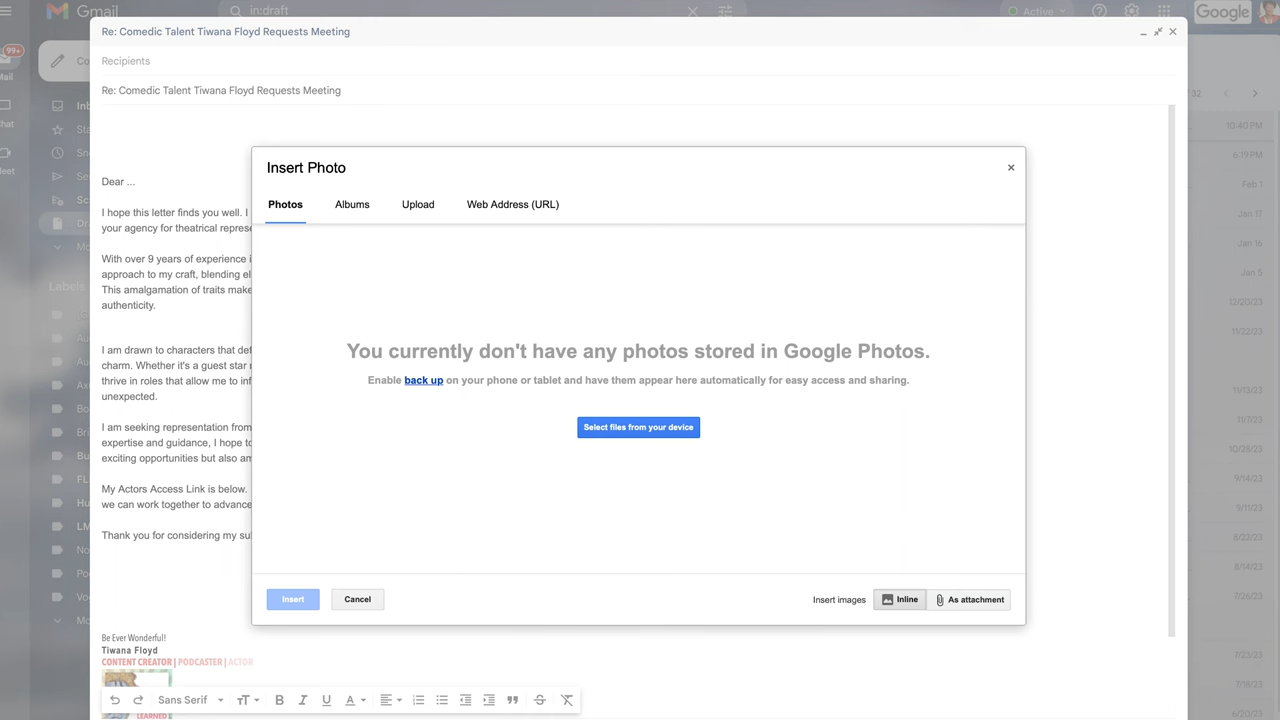 Gmail
in:draft
Active
Google
Re: Comedic Talent Tiwana Floyd Requests Meeting
99+
Mail
Recipients
Re: Comedic Talent Tiwana Floyd Requests Meeting
32
10:40 PM
6:19 PM
Feb 1
Jan 17
Jan 16
Jan 8
12/20/23
11/22/23
11/13/23
11/7/23
10/28/23
9/14/23
9/11/23
8/22/23
8/14/23
7/26/23
7/23/23
7/18/23
6/20/23
Labels
Dear ...
I hope this letter finds you well. I
your agency for theatrical
With over 9 years of experience
approach to my craft, blending
This amalgamation of traits
authenticity.
I am drawn to characters that
charm. Whether it's a guest star
thrive in roles that allow me to
unexpected.
I am seeking representation from
expertise and guidance, I hope
exciting opportunities but also
My Actors Access Link is below.
we can work together to advance
Thank you for considering my
Insert Photo
Photos Albums Upload Web Address (URL)
You currently don't have any photos stored in Google Photos.
Enable back up on your phone or tablet and have them appear here automatically for easy access and sharing.
Select files from your device
Insert Cancel Insert images Inline As attachment
Be Ever Wonderful!
Tiwana Floyd
CONTENT CREATOR | PODCASTER | ACTOR
LEARNED
Sans Serif